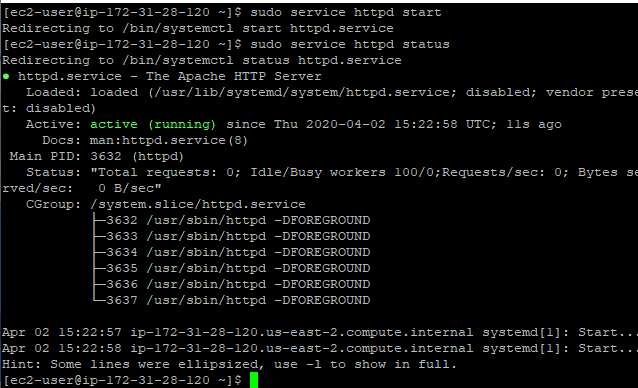 [ec2-user@ip-172-31-28-120 ~]$ sudo service httpd start
Redirecting to /bin/systemctl start httpd.service
[ec2-user@ip-172-31-28-120 ~]$ sudo service httpd status
Redirecting to /bin/systemctl status httpd.service
● httpd.service - The Apache HTTP Server
   Loaded: loaded (/usr/lib/systemd/system/httpd.service; disabled; vendor prese
t: disabled)
   Active: active (running) since Thu 2020-04-02 15:22:58 UTC; 11s ago
     Docs: man:httpd.service(8)
 Main PID: 3632 (httpd)
   Status: "Total requests: 0; Idle/Busy workers 100/0;Requests/sec: 0; Bytes se
rved/sec:   0 B/sec"
   CGroup: /system.slice/httpd.service
           ├─3632 /usr/sbin/httpd -DFOREGROUND
           ├─3633 /usr/sbin/httpd -DFOREGROUND
           ├─3634 /usr/sbin/httpd -DFOREGROUND
           ├─3635 /usr/sbin/httpd -DFOREGROUND
           ├─3636 /usr/sbin/httpd -DFOREGROUND
           └─3637 /usr/sbin/httpd -DFOREGROUND

Apr 02 15:22:57 ip-172-31-28-120.us-east-2.compute.internal systemd[1]: Start...
Apr 02 15:22:58 ip-172-31-28-120.us-east-2.compute.internal systemd[1]: Start...
Hint: Some lines were ellipsized, use -l to show in full.
[ec2-user@ip-172-31-28-120 ~]$